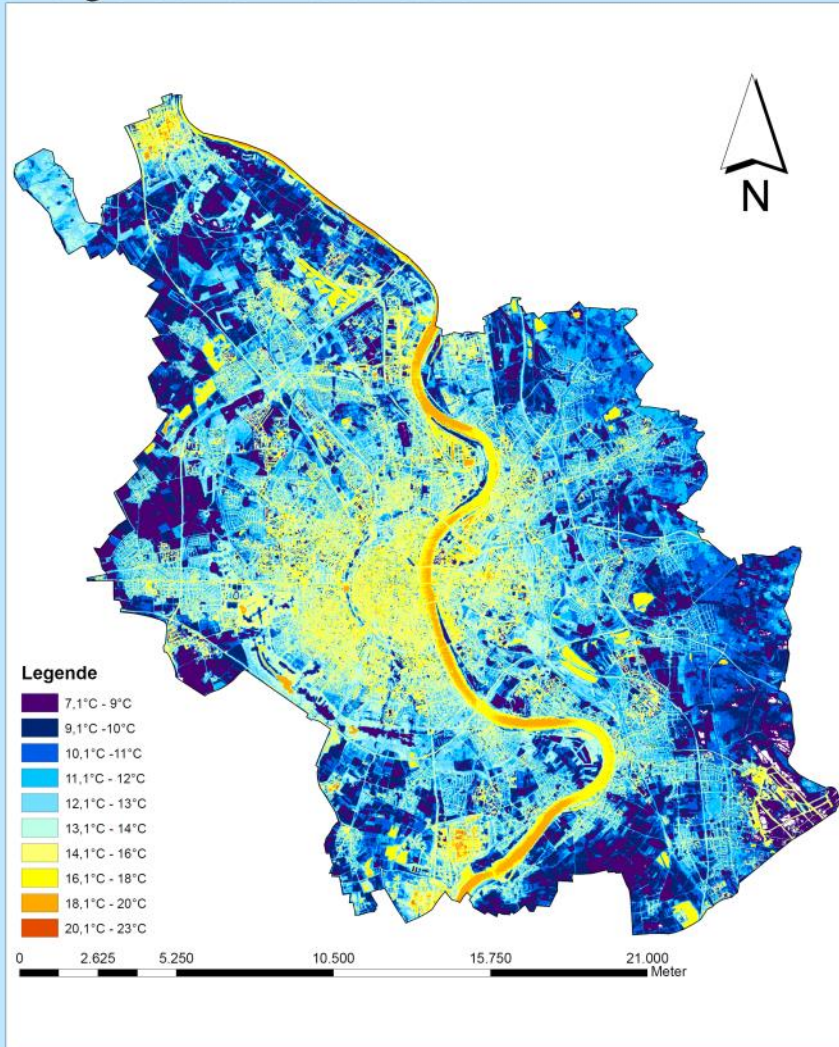 N
Legende
7,1°C - 9°C
9,1°C -10°C
10,1°C -11°C
11,1°C - 12°C
12,1°C - 13°C
13,1°C - 14°C
14,1°C - 16°C
16,1°C - 18°C
18,1°C - 20°C
20,1°C - 23°C
0 2.625 5.250 10.500 15.750 21.000
Meter